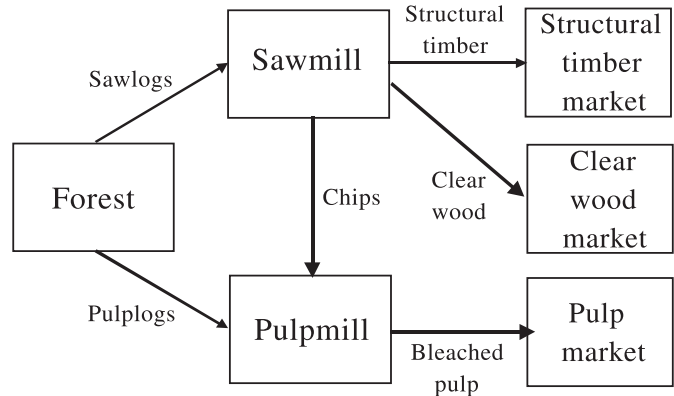 Structural
timber
Structural
timber
market
Sawmill
Sawlogs
Forest
Chips
Clear
wood
Clear
wood
market
Pulplogs
Pulpmill
Bleached
pulp
Pulp
market